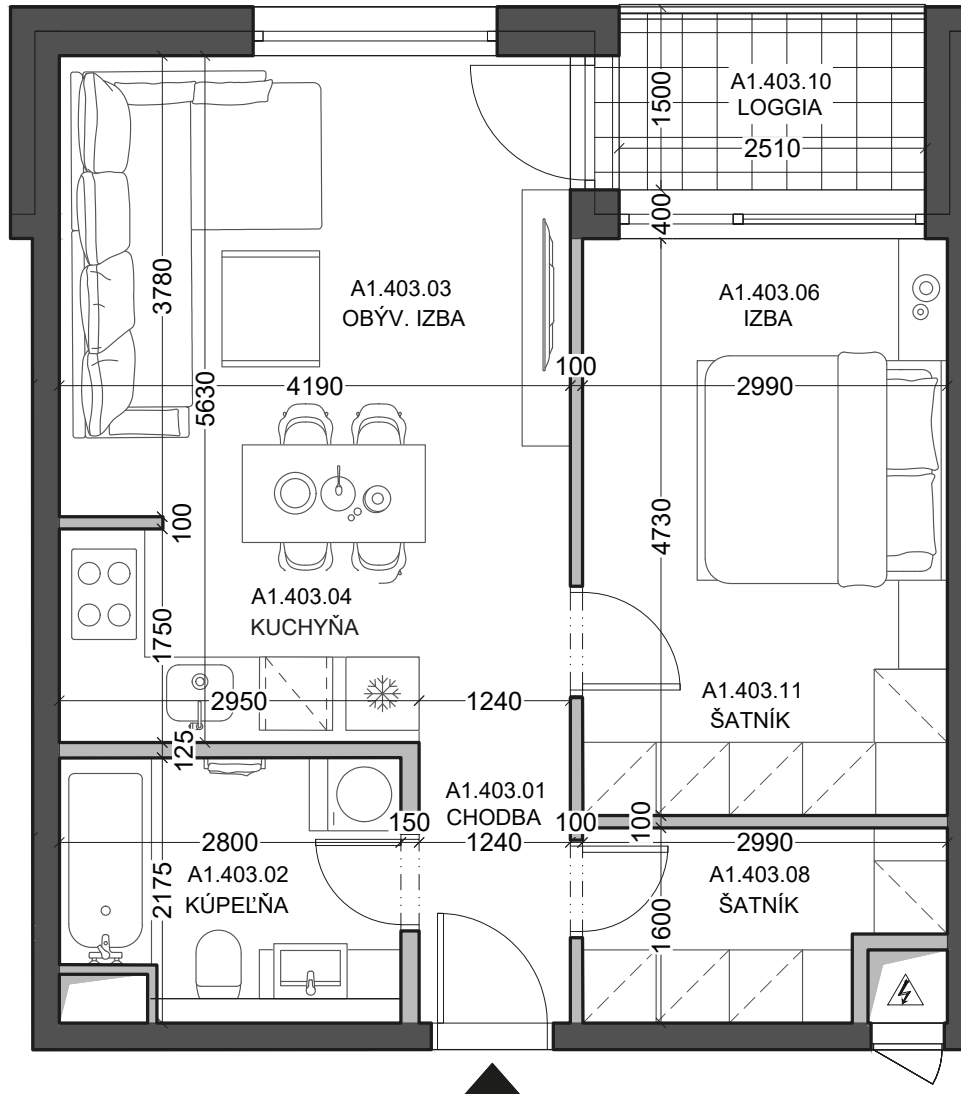 A1.403.10
LOGGIA
1500
2510
400
3780
5630
A1.403.03
OBÝV. IZBA
A1.403.06
IZBA
100
4190
2990
100
4730
A1.403.04
KUCHYŇA
1750
2950
1240
A1.403.11
ŠATNÍK
125
A1.403.01
CHODBA
150
100
100
2800
1240
2990
A1.403.02
KÚPEĽŇA
2175
A1.403.08
ŠATNÍK
1600